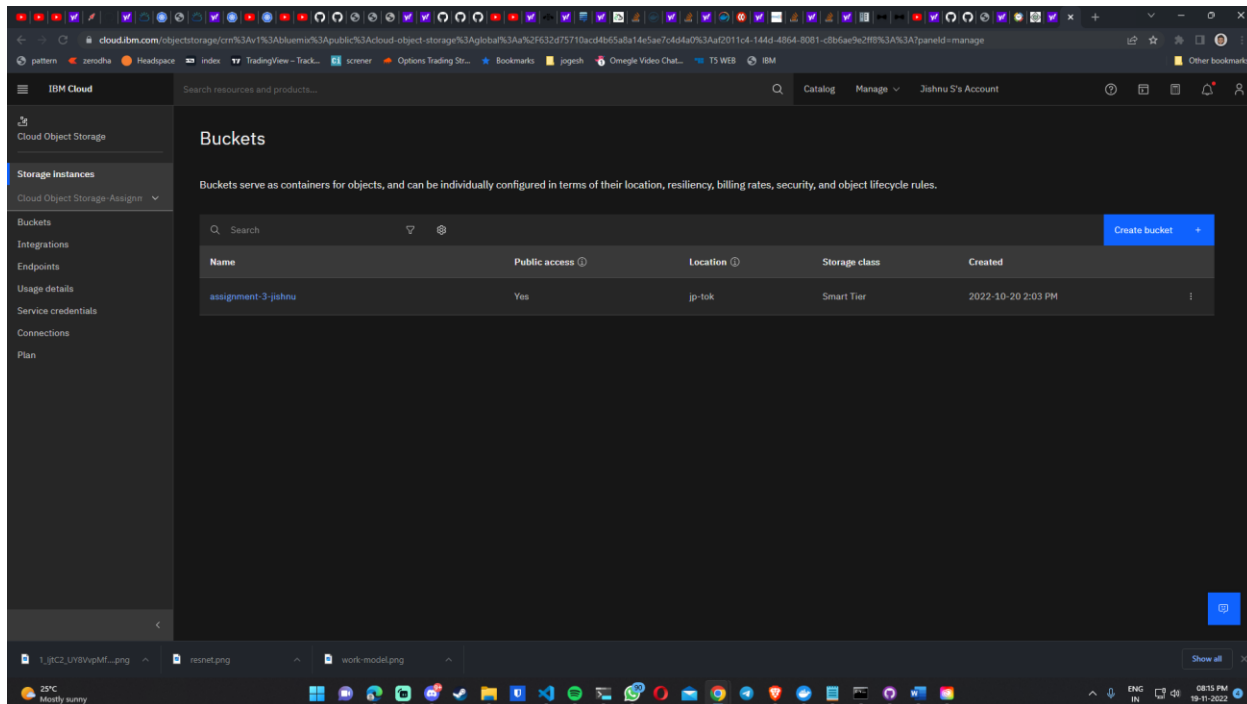 cloud.ibm.com/objectstorage/crn%3Av1%3Abluemix%3Apublic%3Acloud-object-storage%3Aglobal%3Aa%2F632d75710acd4b65a8a14e5ae7c4d4a0%3Aaf2011c4-144d-4864-8081-c8b6ae9e2ff8%3A%3A?paneId=manage
pattern zerodha Headspace index TradingView – Track... screner Options Trading Str... Bookmarks jogesh Omegle Video Chat... T5 WEB IBM Other bookmarks
IBM Cloud Search resources and products... Catalog Manage Jishnu S's Account
Cloud Object Storage
Buckets
Storage instances
Cloud Object Storage-Assignn
Buckets serve as containers for objects, and can be individually configured in terms of their location, resiliency, billing rates, security, and object lifecycle rules.
Buckets
Integrations
Endpoints
Usage details
Service credentials
Connections
Plan
Search Create bucket +
Name Public access Location Storage class Created
assignment-3-jishnu Yes jp-tok Smart Tier 2022-10-20 2:03 PM
1_ljtC2_UY8VvpMf....png resnet.png work-model.png Show all
25°C
Mostly sunny
ENG
IN
08:15 PM
19-11-2022